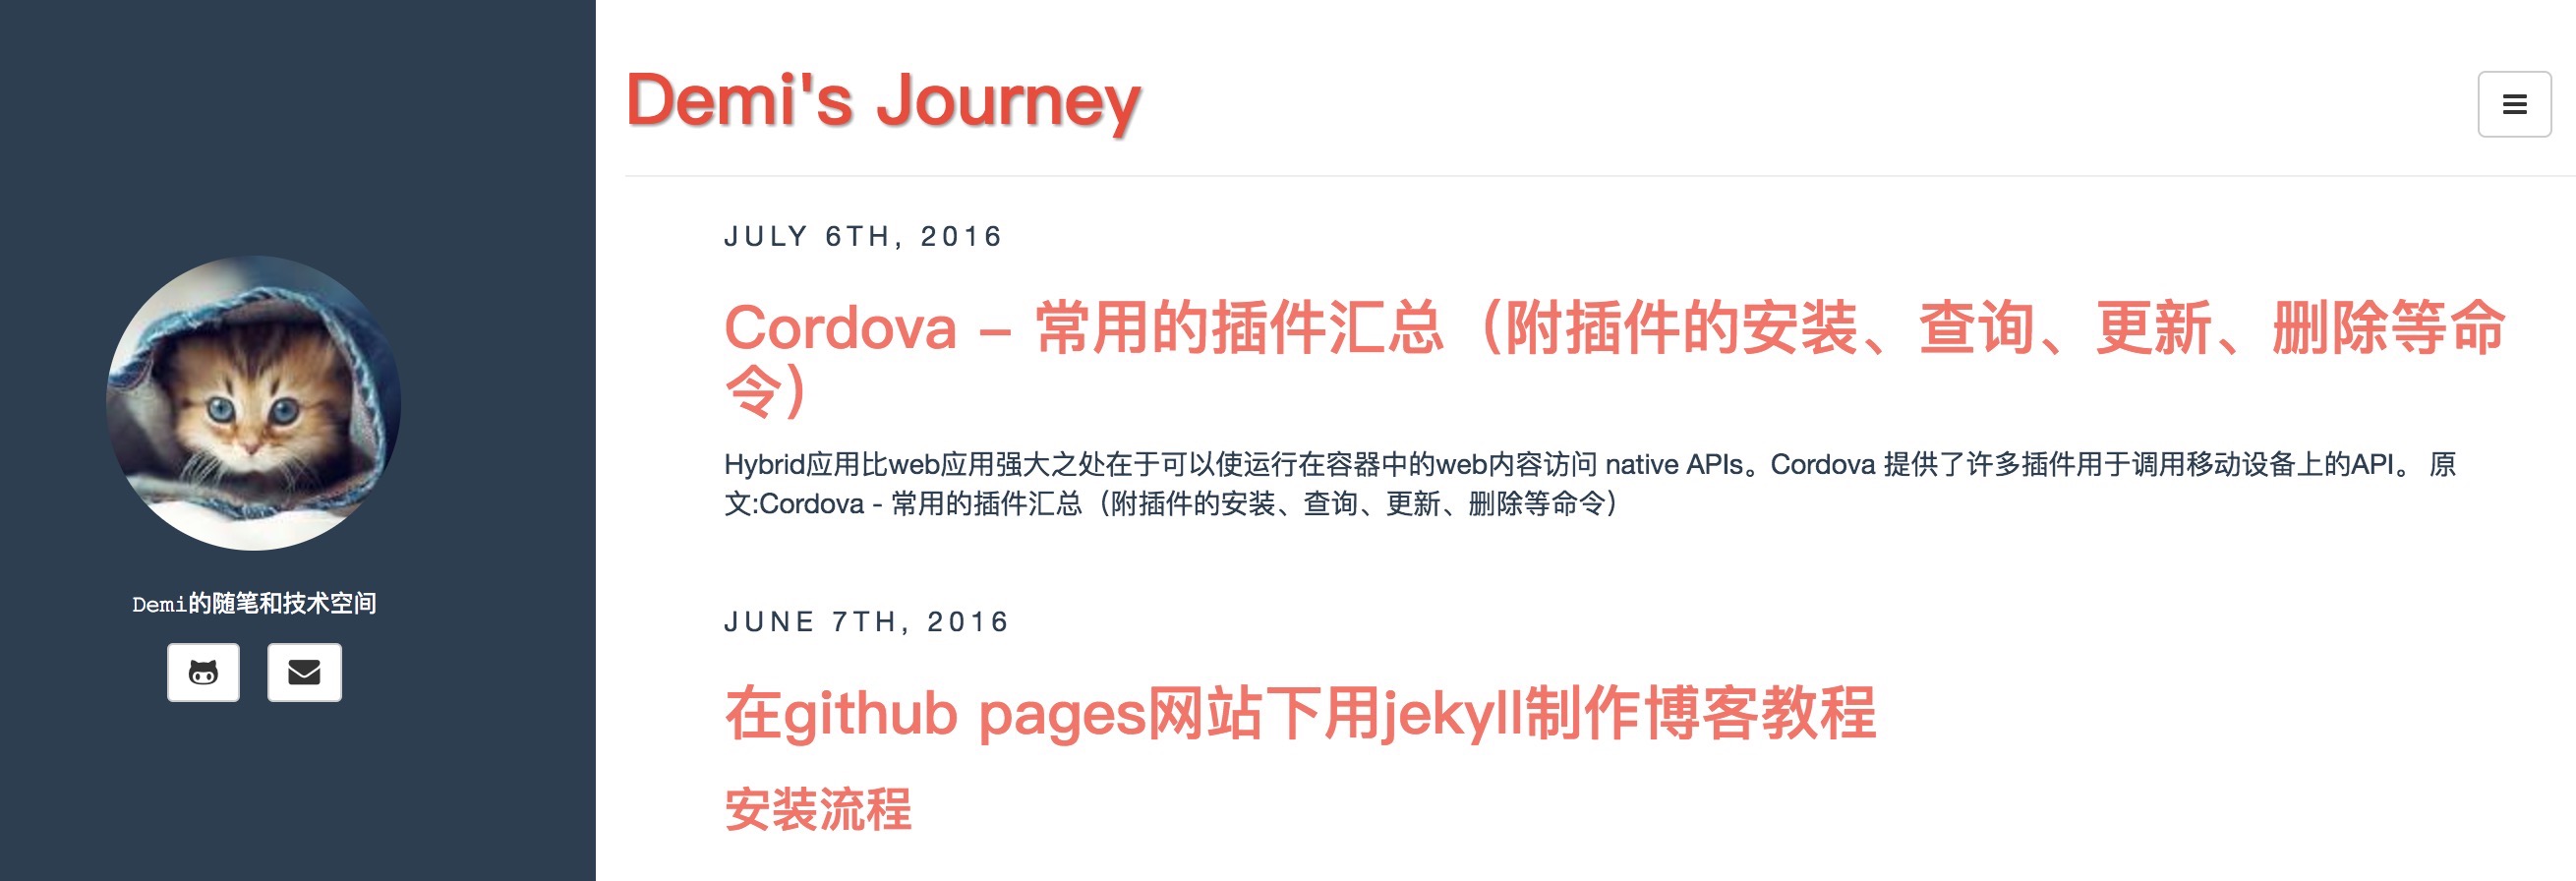 Demi's Journey
JULY 6TH, 2016
Cordova – 常用的插件汇总（附插件的安装、查询、更新、删除等命
令）
Hybrid应用比web应用强大之处在于可以使运行在容器中的web内容访问 native APIs。Cordova 提供了许多插件用于调用移动设备上的API。 原
文:Cordova - 常用的插件汇总（附插件的安装、查询、更新、删除等命令）
Demi的随笔和技术空间
JUNE 7TH, 2016
在github pages网站下用jekyll制作博客教程
安装流程